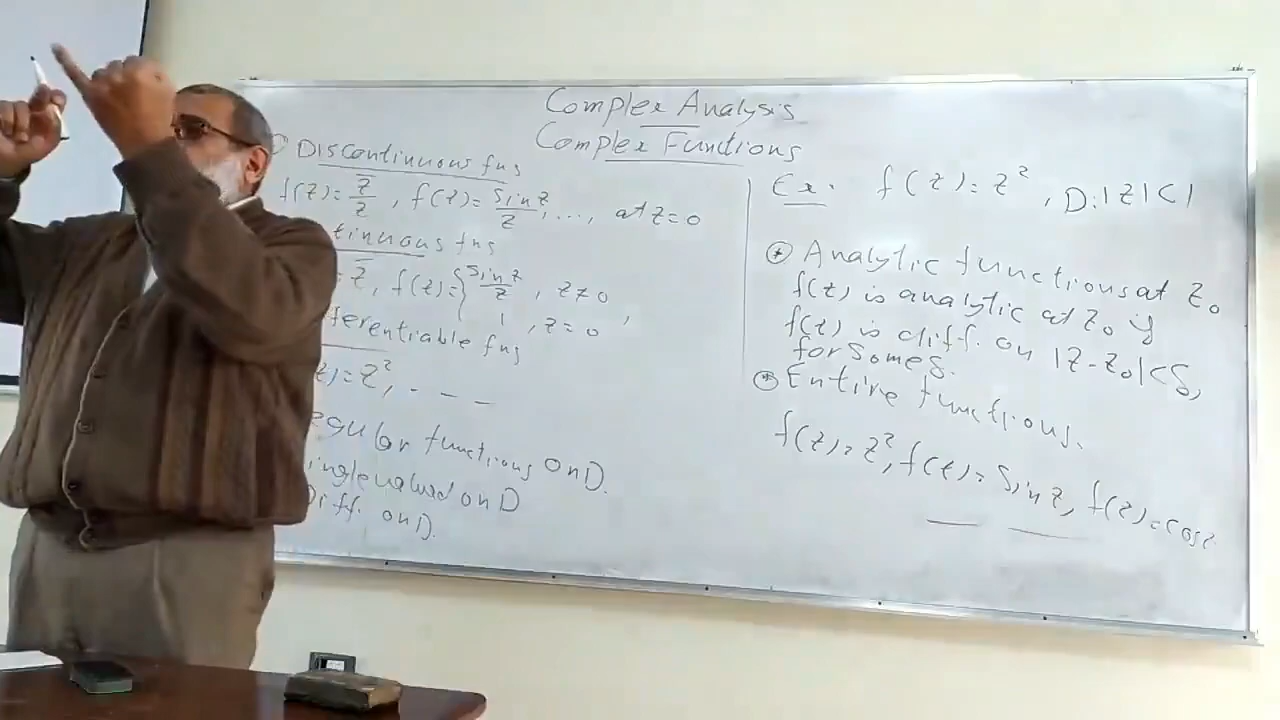 Complex Analysis
Complex Functions
Discontinuous fns
f(z) = z̅/z, f(z) = Sin z/z, ..., at z=0
tinuous fns
= z̅, f(z) = { Sin z/z , z≠0 ,
1 , z=0
fferentiable fns
z) = z², - - -
egular functions on D.
ingle valued on D
Diff. on D.
Ex: f(z) = z², D: |z|<1
* Analytic functions at z₀
f(z) is analytic at z₀ if
f(z) is diff. on |z-z₀|<δ,
for some δ.
* Entire functions.
f(z) = z², f(z) = Sin z, f(z) = cos z